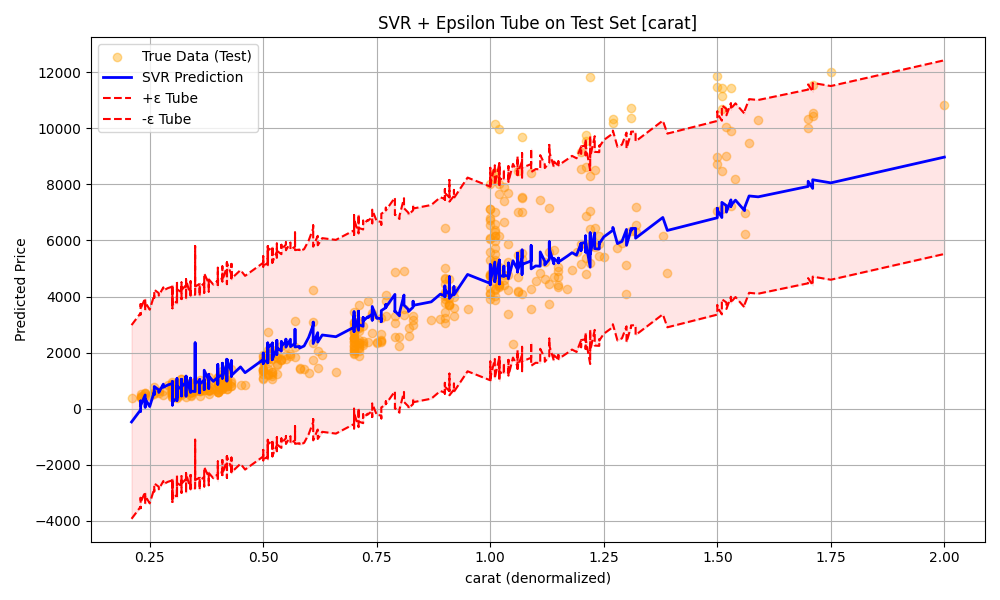 SVR + Epsilon Tube on Test Set [carat]
True Data (Test)
SVR Prediction
+ε Tube
-ε Tube
12000
10000
8000
6000
4000
2000
0
−2000
−4000
Predicted Price
0.25 0.50 0.75 1.00 1.25 1.50 1.75 2.00
carat (denormalized)